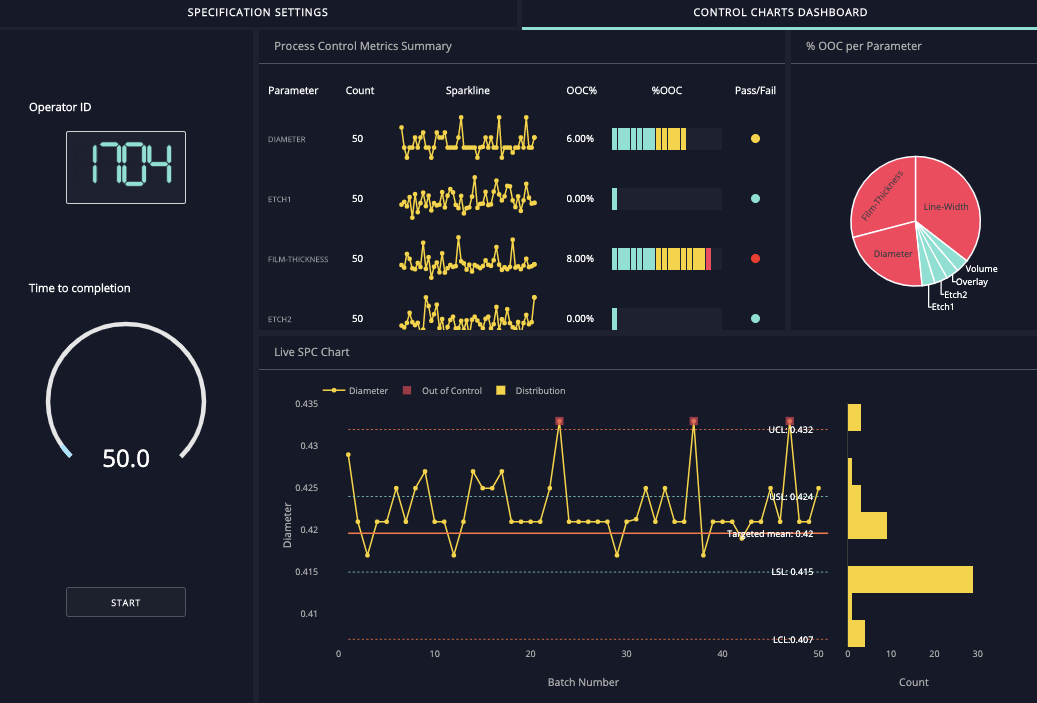 SPECIFICATION SETTINGS
CONTROL CHARTS DASHBOARD
Operator ID
1704
Time to completion
50.0
START
Process Control Metrics Summary
Parameter Count Sparkline OOC% %OOC Pass/Fail
DIAMETER 50 6.00%
ETCH1 50 0.00%
FILM-THICKNESS 50 8.00%
ETCH2 50 0.00%
% OOC per Parameter
Film-Thickness
Line-Width
Diameter
Volume
Overlay
Etch2
Etch1
Live SPC Chart
Diameter Out of Control Distribution
0.435
0.43
0.425
0.42
0.415
0.41
Diameter
UCL: 0.432
USL: 0.424
Targeted mean: 0.42
LSL: 0.415
LCL:0.407
0 10 20 30 40 50
Batch Number
0 10 20 30
Count